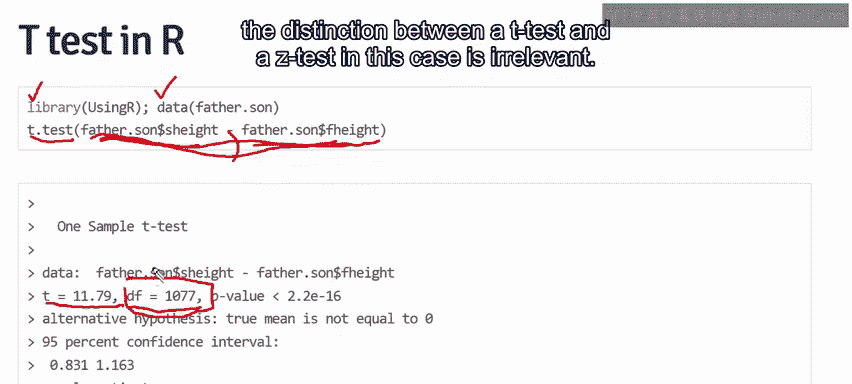 T test in R
the distinction between a t-test and
a z-test in this case is irrelevant.
library(UsingR); data(father.son)
t.test(father.son$sheight - father.son$fheight)
>
> One Sample t-test
>
> data: father.son$sheight - father.son$fheight
> t = 11.79, df = 1077, p-value < 2.2e-16
> alternative hypothesis: true mean is not equal to 0
> 95 percent confidence interval:
> 0.831 1.163